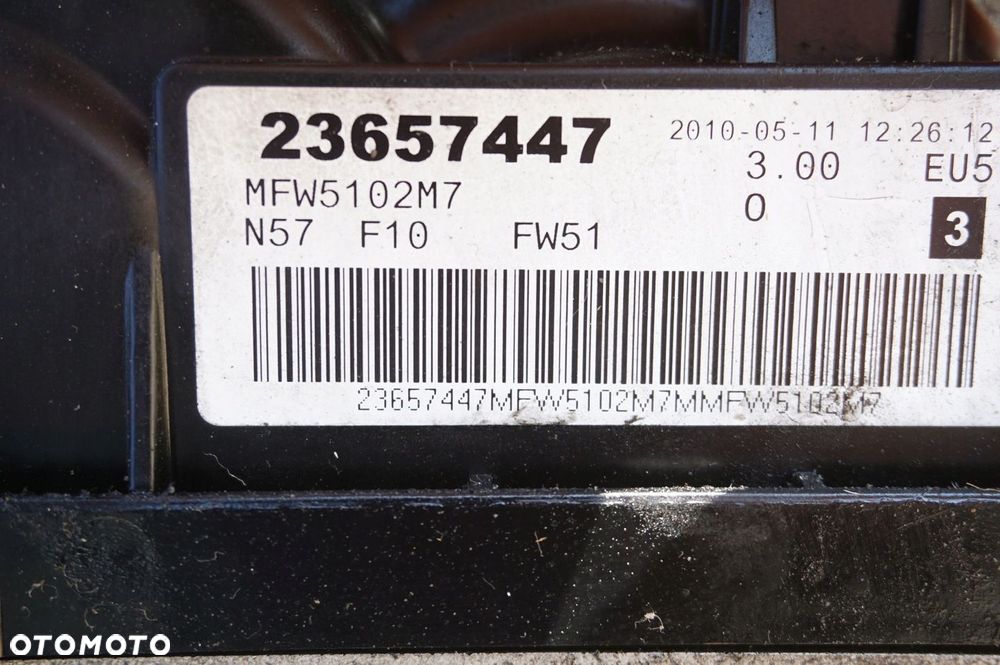 23657447 2010-05-11 12:26:12
MFW5102M7 3.00 EU5
N57 F10 FW51 0 3
23657447MFW5102M7MMFW5102M7
OTOMOTO